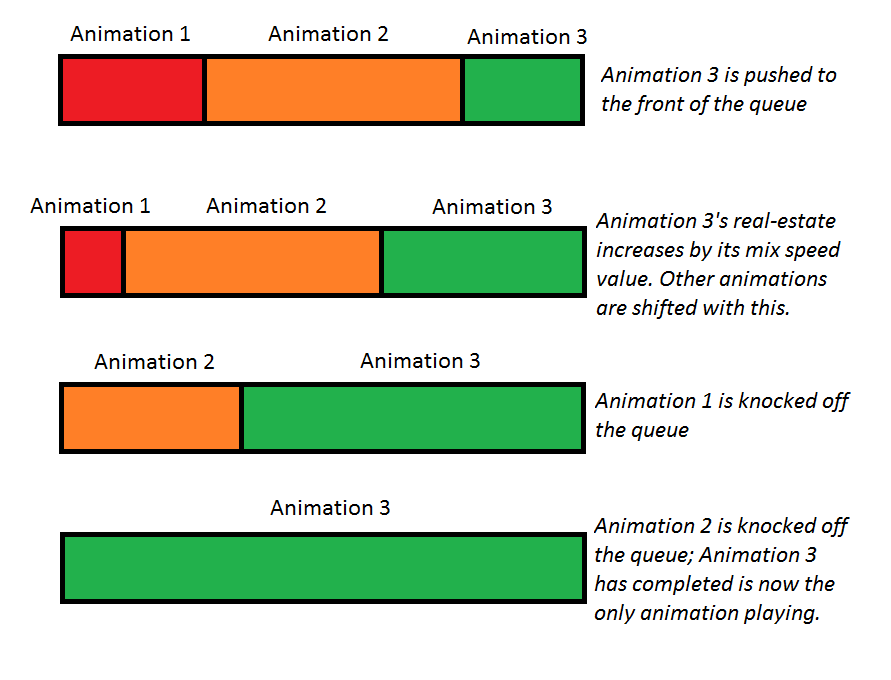 Animation 1 Animation 2 Animation 3
Animation 3 is pushed to
the front of the queue
Animation 1 Animation 2 Animation 3
Animation 3's real-estate
increases by its mix speed
value. Other animations
are shifted with this.
Animation 2 Animation 3
Animation 1 is knocked off
the queue
Animation 3
Animation 2 is knocked off
the queue; Animation 3
has completed is now the
only animation playing.